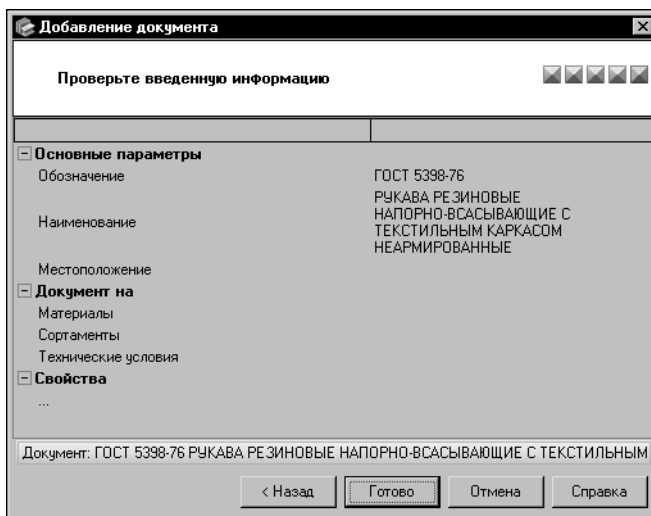 Добавление документа
Проверьте введенную информацию
Основные параметры
Обозначение ГОСТ 5398-76
Наименование РУКАВА РЕЗИНОВЫЕ
НАПОРНО-ВСАСЫВАЮЩИЕ С
ТЕКСТИЛЬНЫМ КАРКАСОМ
НЕАРМИРОВАННЫЕ
Местоположение
Документ на
Материалы
Сортаменты
Технические условия
Свойства
...
Документ: ГОСТ 5398-76 РУКАВА РЕЗИНОВЫЕ НАПОРНО-ВСАСЫВАЮЩИЕ С ТЕКСТИЛЬНЫМ
< Назад Готово Отмена Справка